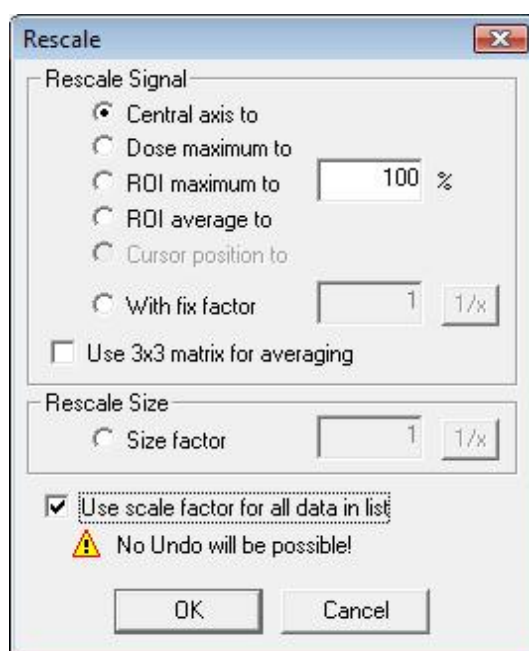 Rescale
Rescale Signal
Central axis to
Dose maximum to
ROI maximum to 100 %
ROI average to
Cursor position to
With fix factor 1 1/x
Use 3x3 matrix for averaging
Rescale Size
Size factor 1 1/x
Use scale factor for all data in list
No Undo will be possible!
OK Cancel